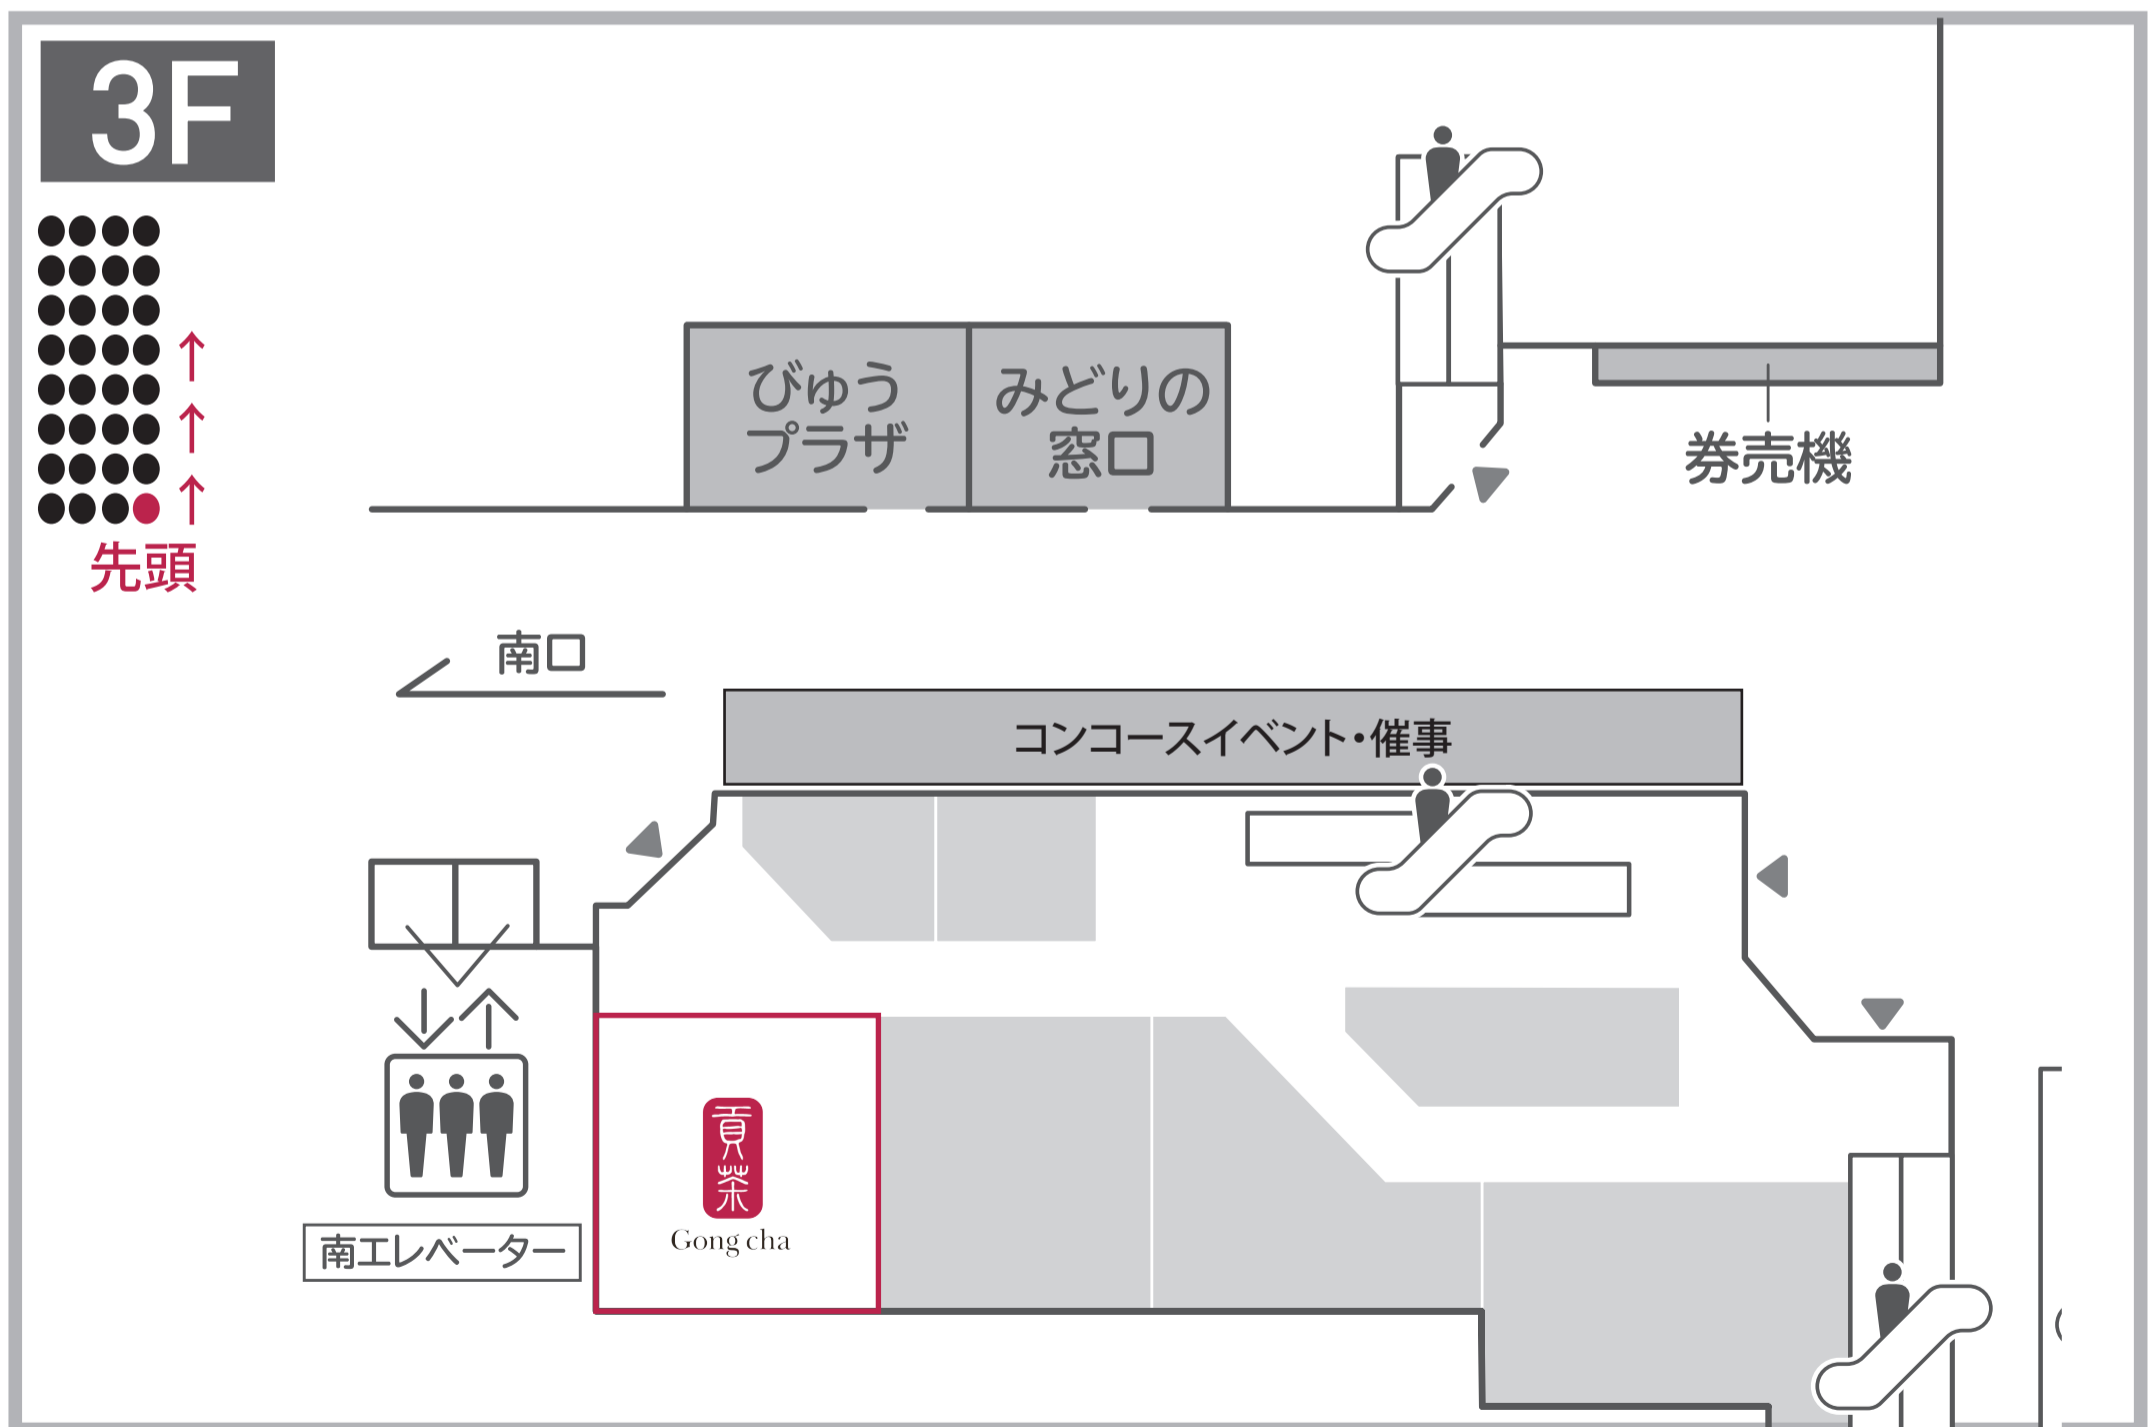 3F
先頭
びゅう
プラザ
みどりの
窓口
券売機
南口
コンコースイベント・催事
貢茶
Gong cha
南エレベーター